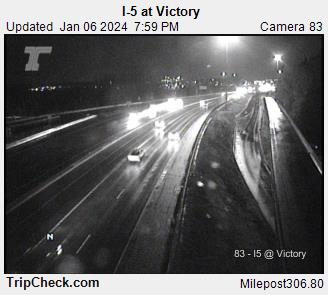 I-5 at Victory
Updated Jan 06 2024 7:59 PM Camera 83
N
83 - I5 @ Victory
TripCheck.com Milepost306.80